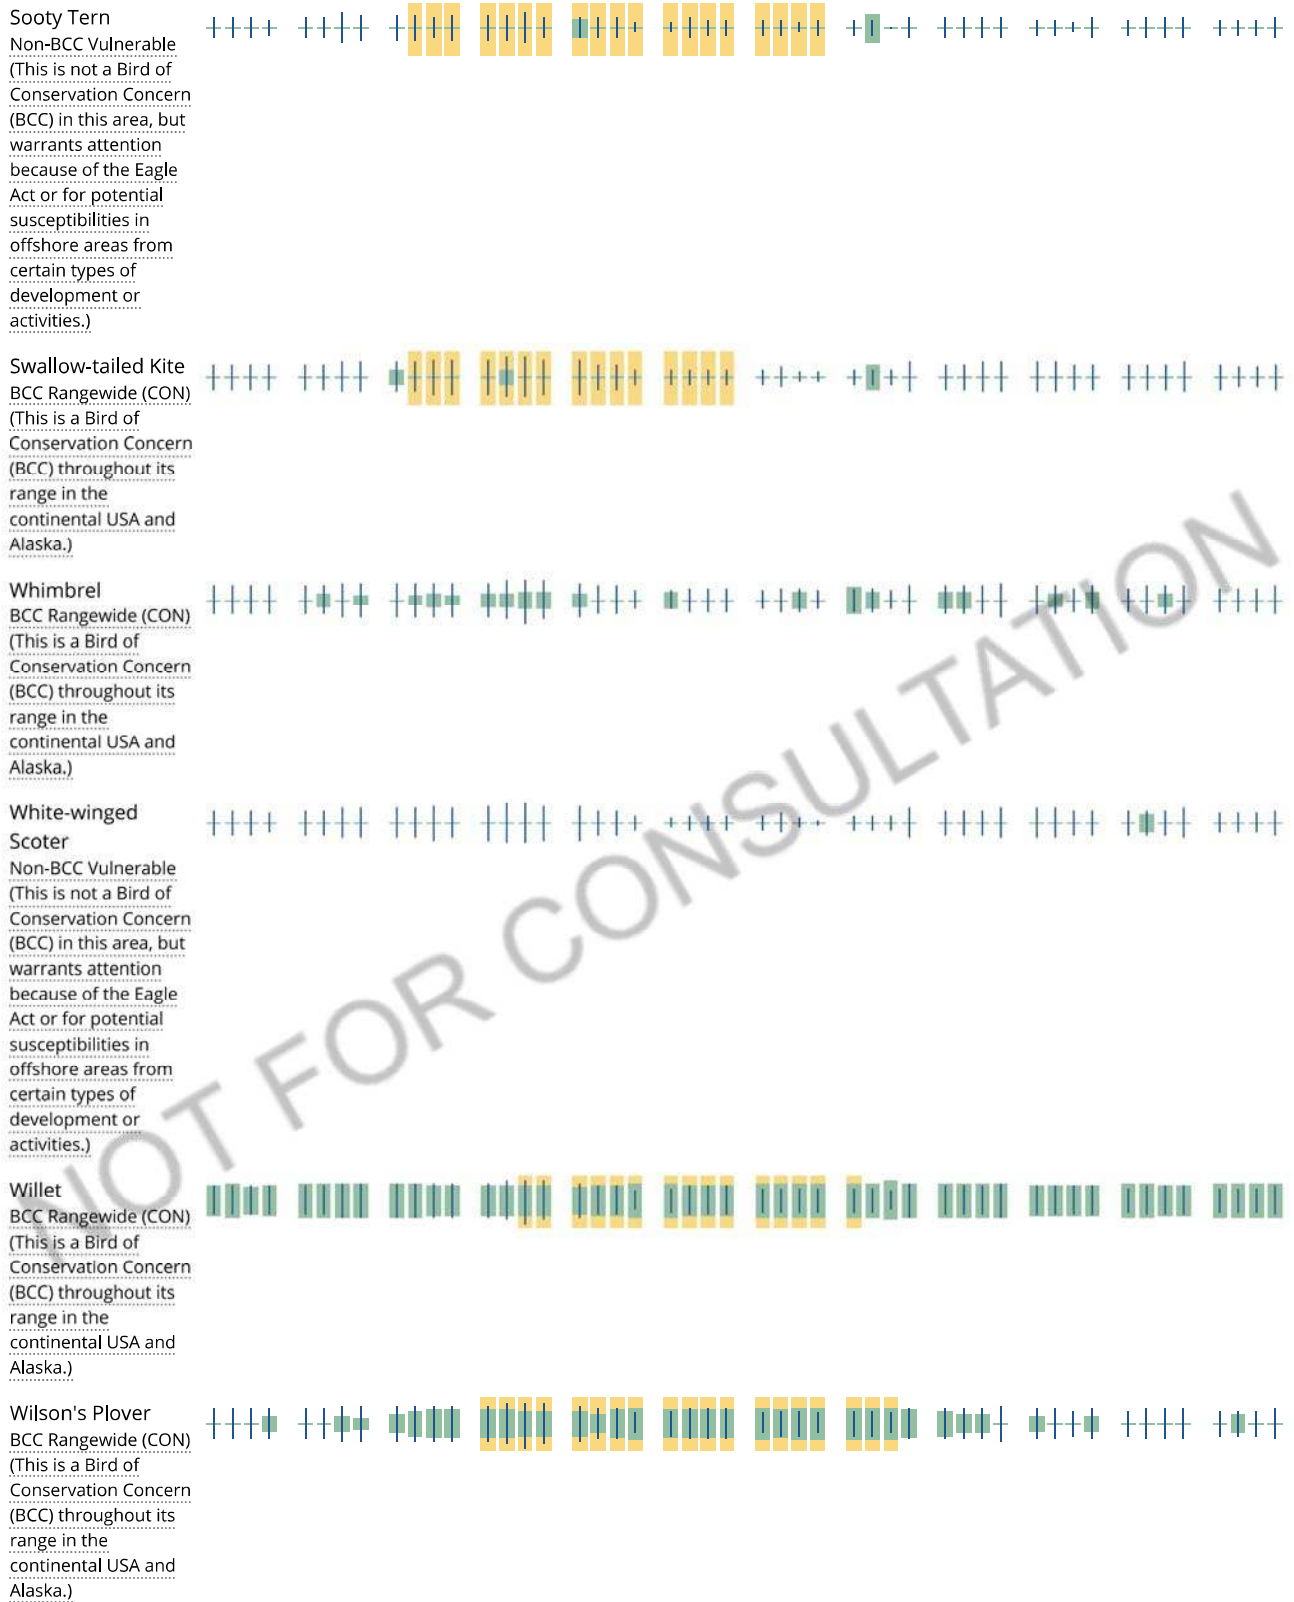 Sooty Tern
Non-BCC Vulnerable
(This is not a Bird of
Conservation Concern
(BCC) in this area, but
warrants attention
because of the Eagle
Act or for potential
susceptibilities in
offshore areas from
certain types of
development or
activities.)
Swallow-tailed Kite
BCC Rangewide (CON)
(This is a Bird of
Conservation Concern
(BCC) throughout its
range in the
continental USA and
Alaska.)
Whimbrel
BCC Rangewide (CON)
(This is a Bird of
Conservation Concern
(BCC) throughout its
range in the
continental USA and
Alaska.)
White-winged
Scoter
Non-BCC Vulnerable
(This is not a Bird of
Conservation Concern
(BCC) in this area, but
warrants attention
because of the Eagle
Act or for potential
susceptibilities in
offshore areas from
certain types of
development or
activities.)
Willet
BCC Rangewide (CON)
(This is a Bird of
Conservation Concern
(BCC) throughout its
range in the
continental USA and
Alaska.)
Wilson's Plover
BCC Rangewide (CON)
(This is a Bird of
Conservation Concern
(BCC) throughout its
range in the
continental USA and
Alaska.)
NOT FOR CONSULTATION